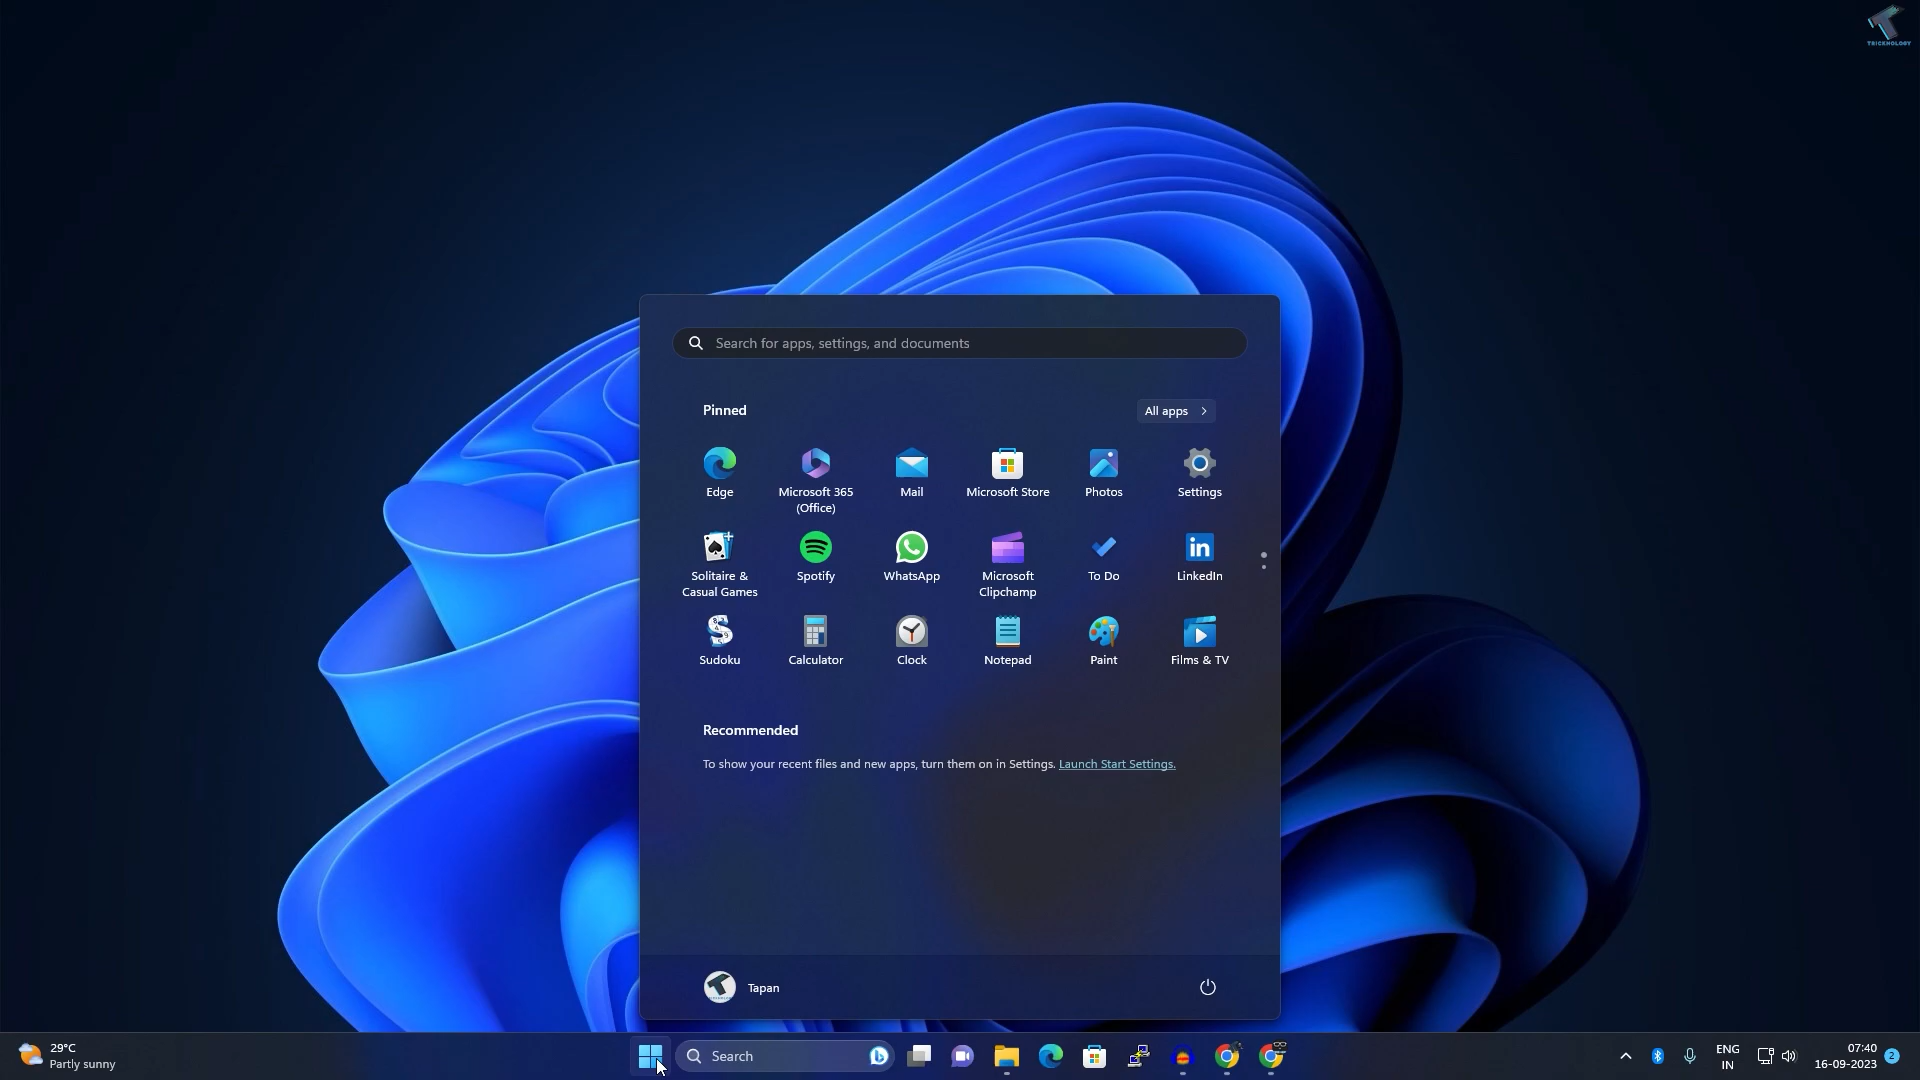 TRICKNOLOGY
Search for apps, settings, and documents
Pinned
All apps
Edge
Microsoft 365
(Office)
Mail
Microsoft Store
Photos
Settings
Solitaire &
Casual Games
Spotify
WhatsApp
Microsoft
Clipchamp
To Do
LinkedIn
Sudoku
Calculator
Clock
Notepad
Paint
Films & TV
Recommended
To show your recent files and new apps, turn them on in Settings. Launch Start Settings.
Tapan
29°C
Partly sunny
Search
ENG
IN
07:40
16-09-2023
2